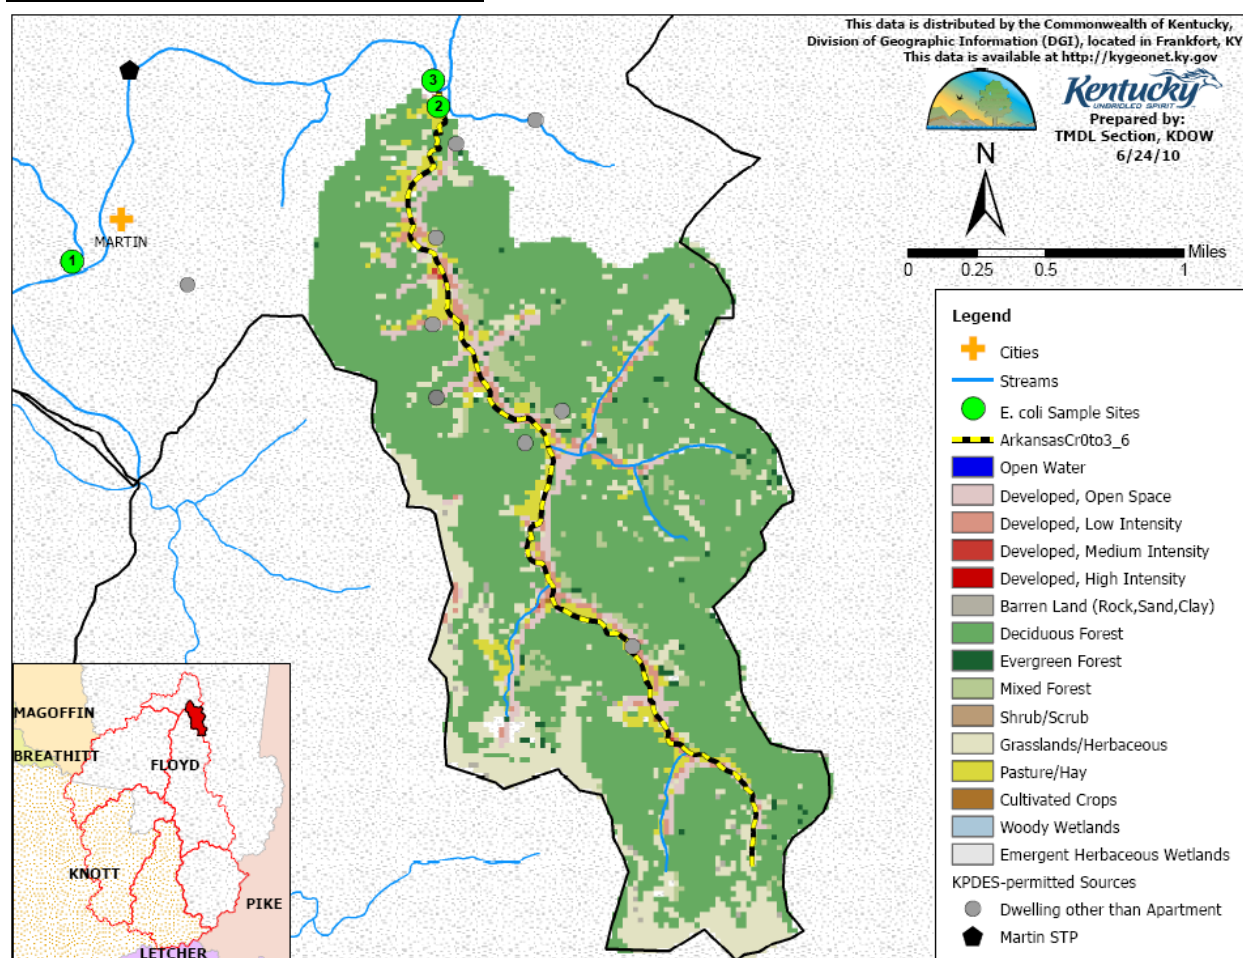 This data is distributed by the Commonwealth of Kentucky,
Division of Geographic Information (DGI), located in Frankfort, KY
This data is available at http://kygeonet.ky.gov
Kentucky
UNBRIDLED SPIRIT
Prepared by:
TMDL Section, KDOW
6/24/10
N
Miles
0 0.25 0.5 1
3
2
MARTIN
1
Legend
Cities
Streams
E. coli Sample Sites
ArkansasCr0to3_6
Open Water
Developed, Open Space
Developed, Low Intensity
Developed, Medium Intensity
Developed, High Intensity
Barren Land (Rock,Sand,Clay)
Deciduous Forest
Evergreen Forest
Mixed Forest
Shrub/Scrub
Grasslands/Herbaceous
Pasture/Hay
Cultivated Crops
Woody Wetlands
Emergent Herbaceous Wetlands
KPDES-permitted Sources
Dwelling other than Apartment
Martin STP
MAGOFFIN
BREATHITT
FLOYD
KNOTT
PIKE
LETCHER